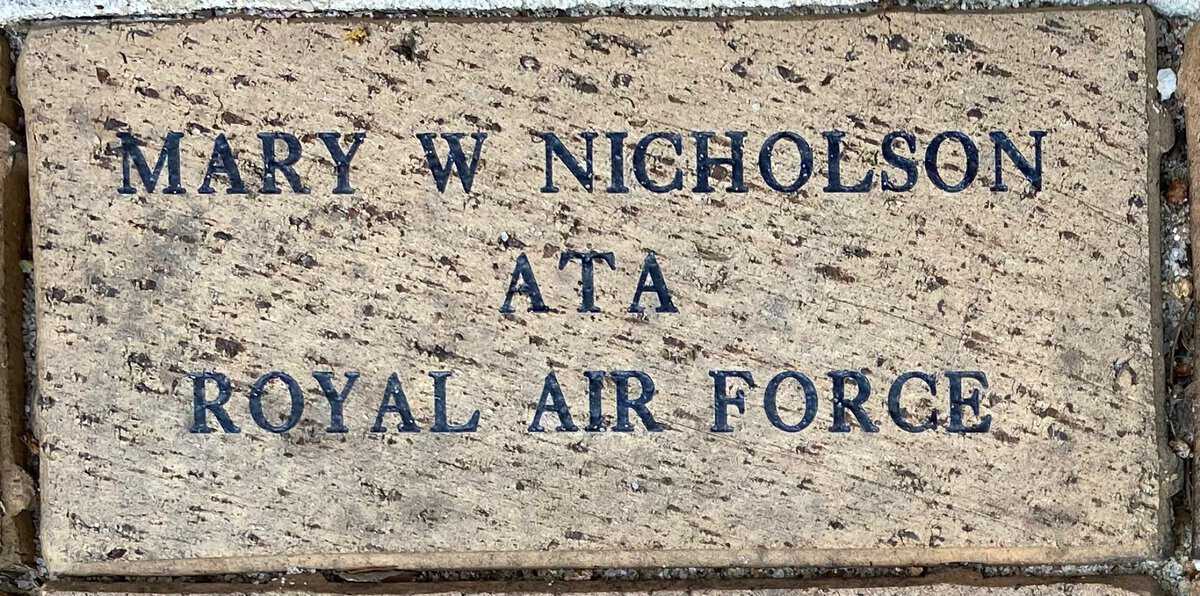 MARY W NICHOLSON
ATA
ROYAL AIR FORCE